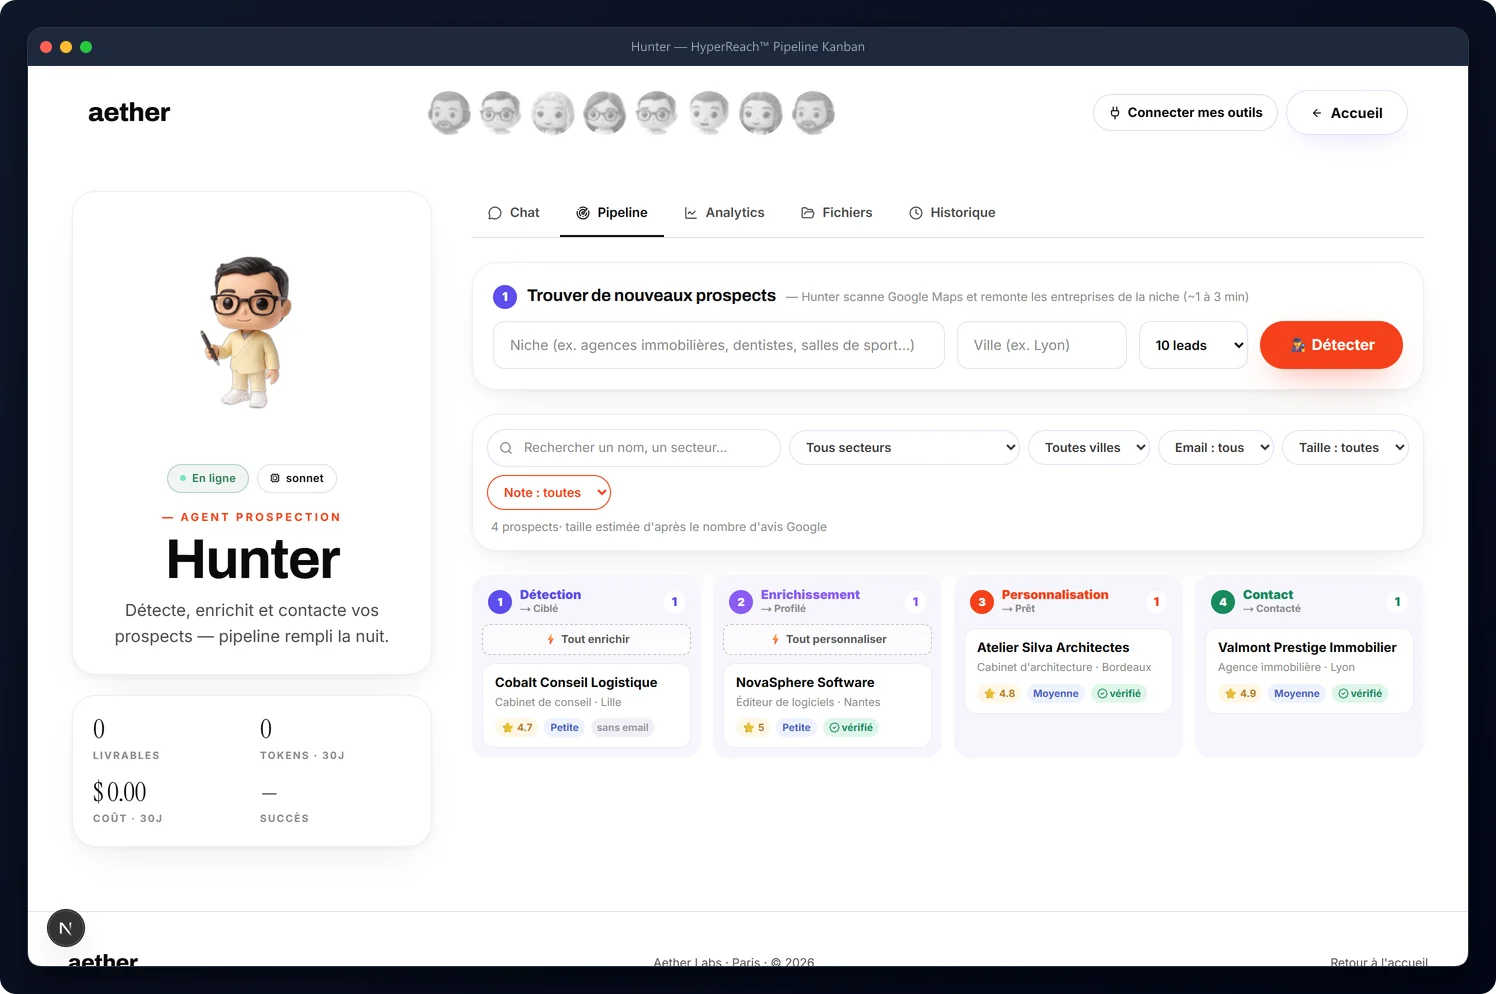 Hunter — HyperReach™ Pipeline Kanban
aether
Connecter mes outils
← Accueil
Chat
Pipeline
Analytics
Fichiers
Historique
1 Trouver de nouveaux prospects — Hunter scanne Google Maps et remonte les entreprises de la niche (~1 à 3 min)
Niche (ex. agences immobilières, dentistes, salles de sport...)
Ville (ex. Lyon)
10 leads
Détecter
Rechercher un nom, un secteur...
Tous secteurs
Toutes villes
Email : tous
Taille : toutes
Note : toutes
4 prospects· taille estimée d'après le nombre d'avis Google
En ligne
sonnet
— AGENT PROSPECTION
Hunter
Détecte, enrichit et contacte vos
prospects — pipeline rempli la nuit.
0
LIVRABLES
0
TOKENS · 30J
$0.00
COÛT · 30J
—
SUCCÈS
1 Détection 1
→ Ciblé
Tout enrichir
Cobalt Conseil Logistique
Cabinet de conseil · Lille
4.7 Petite sans email
2 Enrichissement 1
→ Profilé
Tout personnaliser
NovaSphere Software
Éditeur de logiciels · Nantes
5 Petite vérifié
3 Personnalisation 1
→ Prêt
Atelier Silva Architectes
Cabinet d'architecture · Bordeaux
4.8 Moyenne vérifié
4 Contact 1
→ Contacté
Valmont Prestige Immobilier
Agence immobilière · Lyon
4.9 Moyenne vérifié
N
aether
Aether Labs · Paris · © 2026
Retour à l'accueil